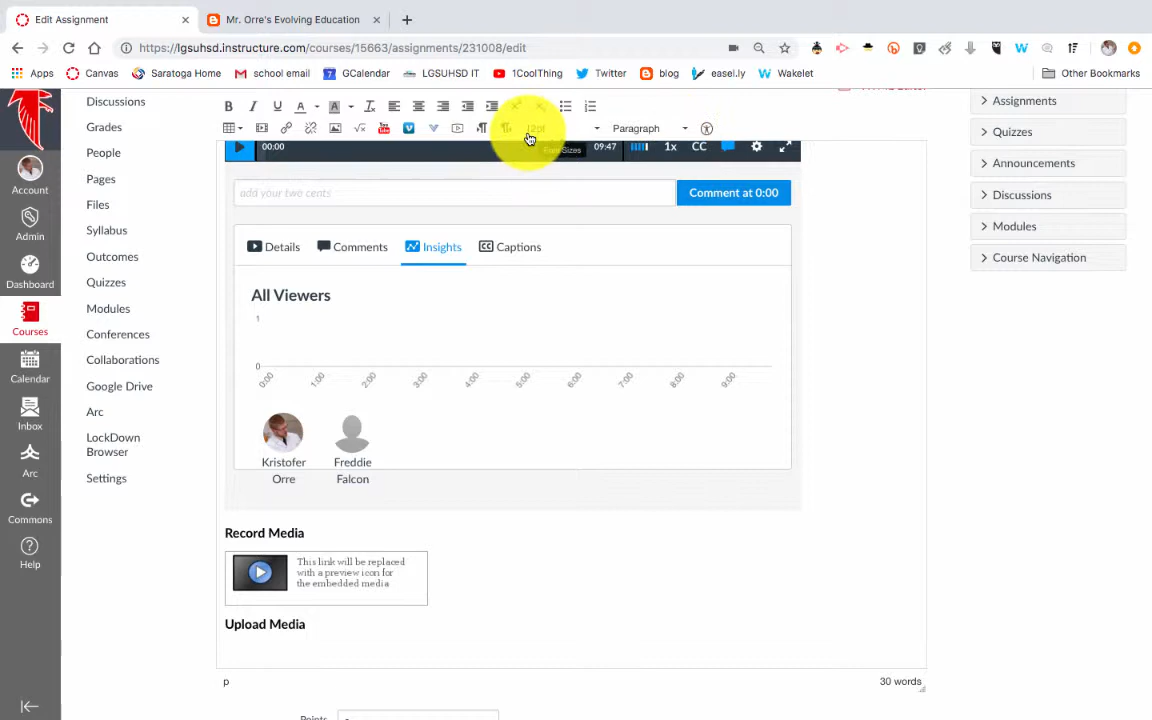 Edit Assignment
Mr. Orre's Evolving Education
https://lgsuhsd.instructure.com/courses/15663/assignments/231008/edit
Apps
Canvas
Saratoga Home
school email
GCalendar
LGSUHSD IT
1CoolThing
Twitter
blog
easel.ly
Wakelet
Other Bookmarks
Account
Admin
Dashboard
Courses
Calendar
Inbox
Arc
Commons
Help
Discussions
Grades
People
Pages
Files
Syllabus
Outcomes
Quizzes
Modules
Conferences
Collaborations
Google Drive
Arc
LockDown
Browser
Settings
12pt
Paragraph
Font Sizes
00:00
09:47
1x
CC
add your two cents
Comment at 0:00
Details
Comments
Insights
Captions
All Viewers
1
0
0:00 1:00 2:00 3:00 4:00 5:00 6:00 7:00 8:00 9:00
Kristofer
Orre
Freddie
Falcon
Record Media
This link will be replaced
with a preview icon for
the embedded media
Upload Media
p
30 words
Points
HTML Editor
Assignments
Quizzes
Announcements
Discussions
Modules
Course Navigation